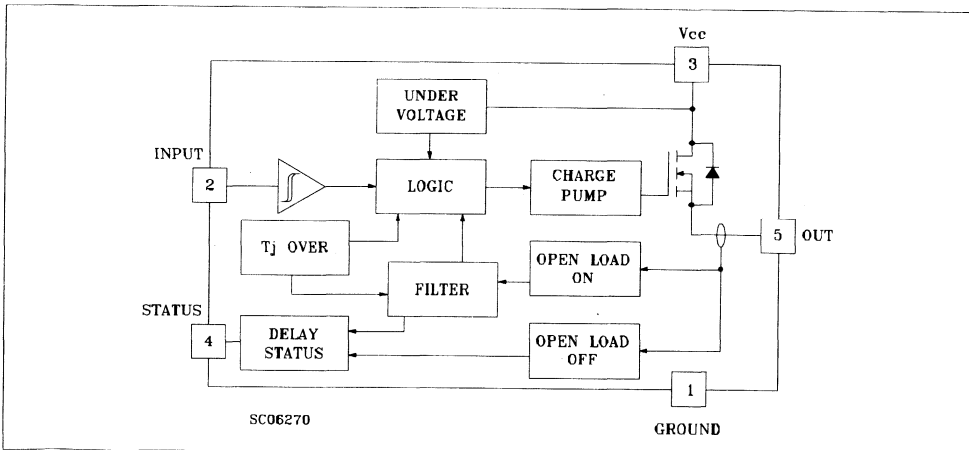 Vcc
3
UNDER
VOLTAGE
INPUT
2
LOGIC
CHARGE
PUMP
Tj OVER
5
OUT
OPEN LOAD
ON
FILTER
STATUS
4
DELAY
STATUS
OPEN LOAD
OFF
1
SC06270
GROUND